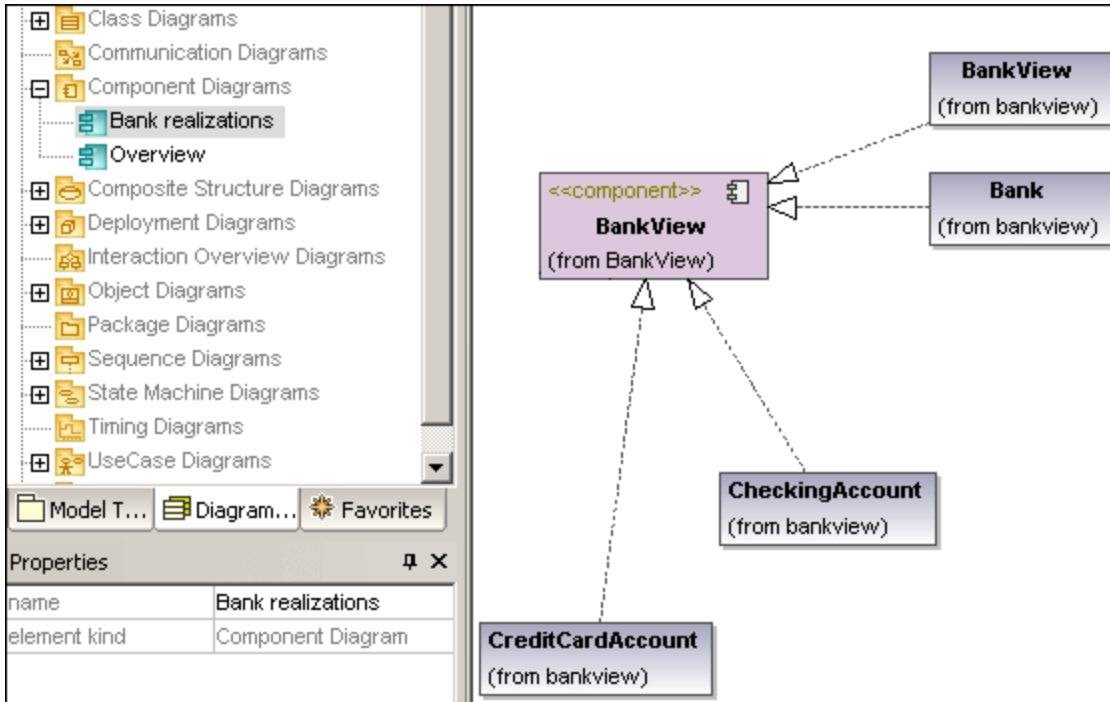 Class Diagrams
Communication Diagrams
Component Diagrams
Bank realizations
Overview
Composite Structure Diagrams
Deployment Diagrams
Interaction Overview Diagrams
Object Diagrams
Package Diagrams
Sequence Diagrams
State Machine Diagrams
Timing Diagrams
UseCase Diagrams
Model T... Diagram... Favorites
Properties
name Bank realizations
element kind Component Diagram
BankView
(from bankview)
<<component>>
BankView
(from BankView)
Bank
(from bankview)
CheckingAccount
(from bankview)
CreditCardAccount
(from bankview)